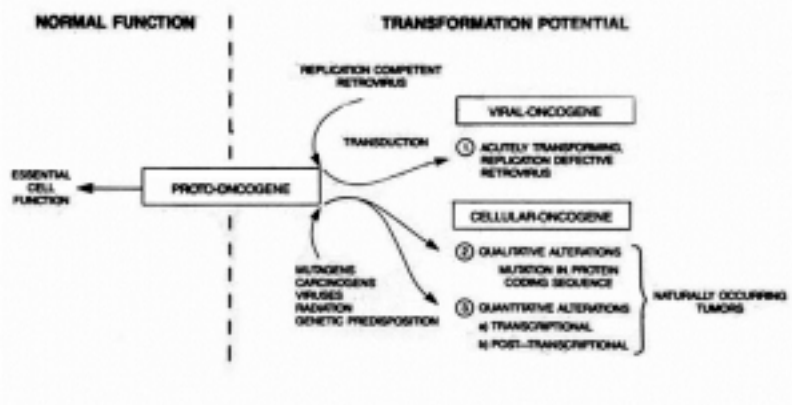 NORMAL FUNCTION
TRANSFORMATION POTENTIAL
REPLICATION COMPETENT
RETROVIRUS
VIRAL-ONCOGENE
TRANSDUCTION
① ACUTELY TRANSFORMING,
REPLICATION DEFECTIVE
RETROVIRUS
ESSENTIAL
CELL
FUNCTION
PROTO-ONCOGENE
CELLULAR-ONCOGENE
② QUALITATIVE ALTERATIONS
MUTATION IN PROTEIN
CODING SEQUENCE
MUTAGENS
CARCINOGENS
VIRUSES
RADIATION
GENETIC PREDISPOSITION
③ QUANTITATIVE ALTERATIONS
a) TRANSCRIPTIONAL
b) POST-TRANSCRIPTIONAL
NATURALLY OCCURRING
TUMORS